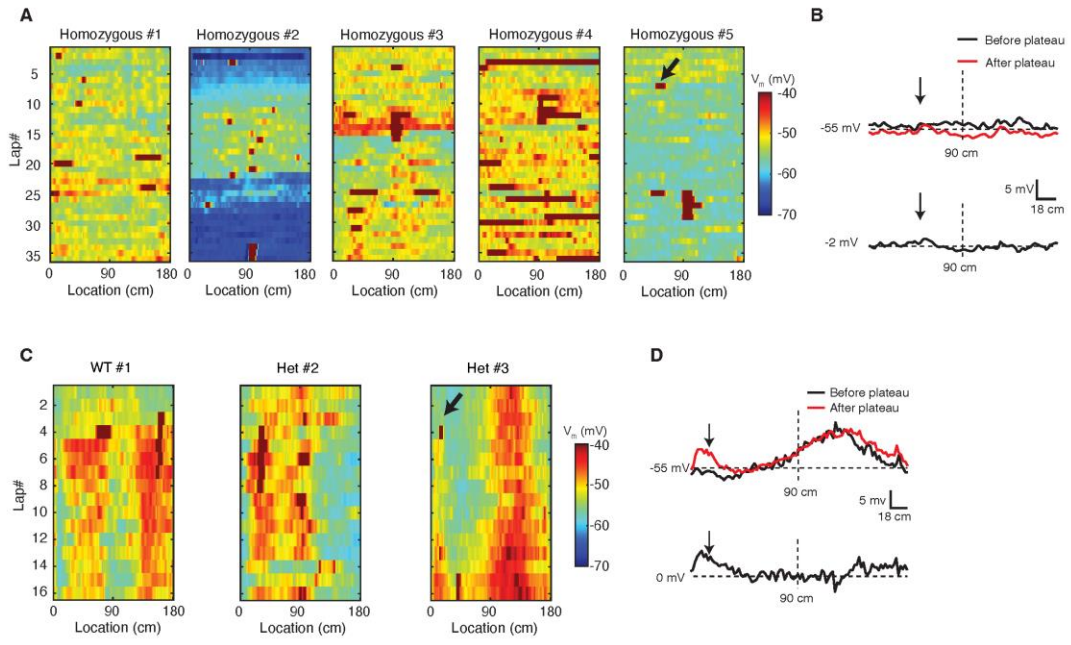 A
Homozygous #1
Homozygous #2
Homozygous #3
Homozygous #4
Homozygous #5
Lap#
5
10
15
20
25
30
35
0 90 180
0 90 180
0 90 180
0 90 180
0 90 180
Location (cm)
Location (cm)
Location (cm)
Location (cm)
Location (cm)
Vm (mV)
-40
-50
-60
-70
B
Before plateau
After plateau
-55 mV
90 cm
5 mV
18 cm
-2 mV
90 cm
C
WT #1
Het #2
Het #3
Lap#
2
4
6
8
10
12
14
16
0 90 180
0 90 180
0 90 180
Location (cm)
Location (cm)
Location (cm)
Vm (mV)
-40
-50
-60
-70
D
Before plateau
After plateau
-55 mV
90 cm
5 mv
18 cm
0 mV
90 cm